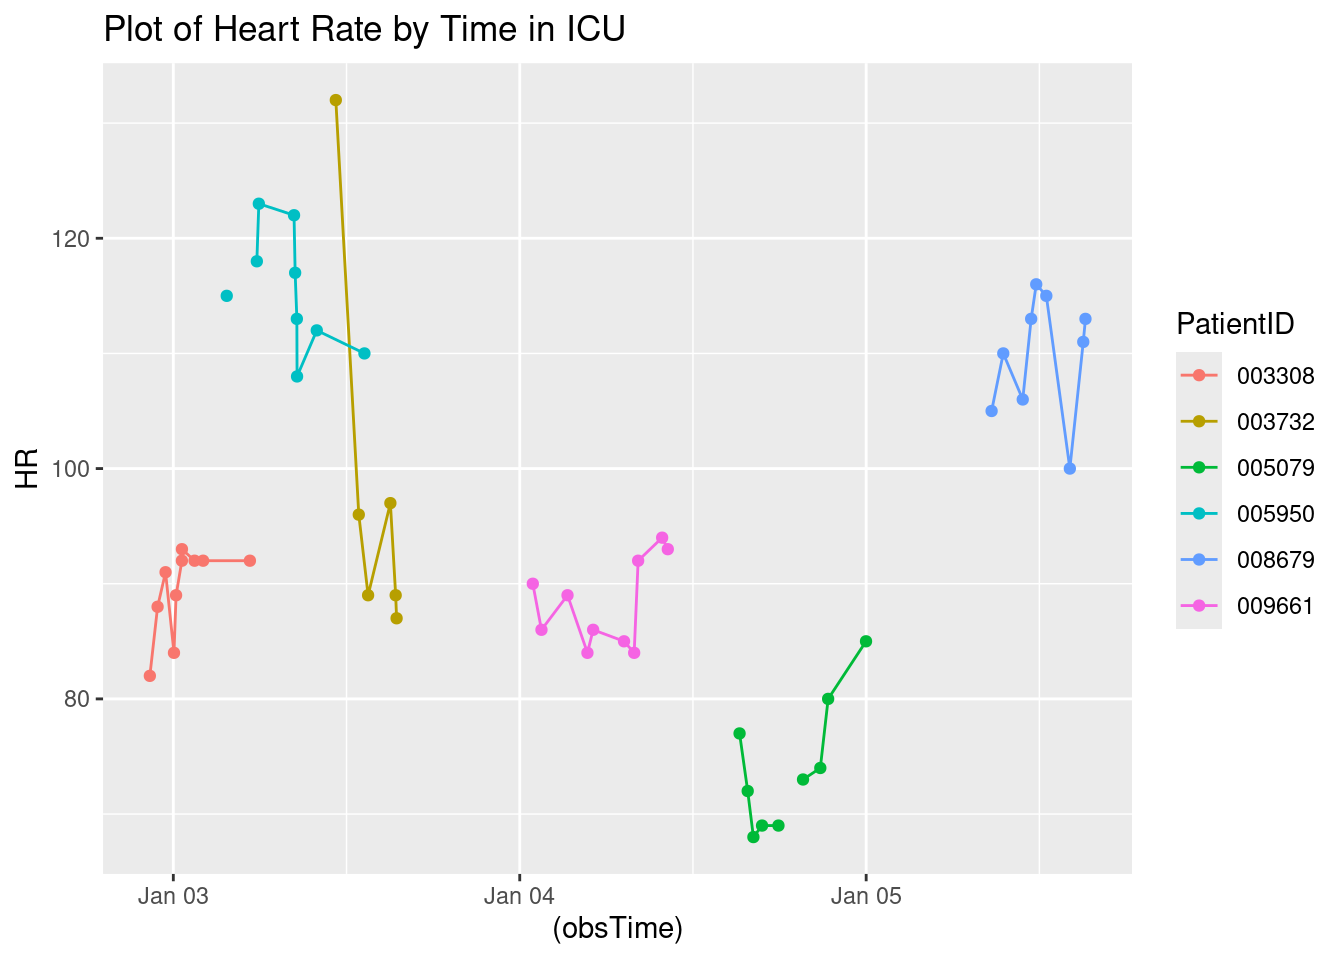 Plot of Heart Rate by Time in ICU
HR
120
100
80
Jan 03
Jan 04
Jan 05
(obsTime)
PatientID
003308
003732
005079
005950
008679
009661